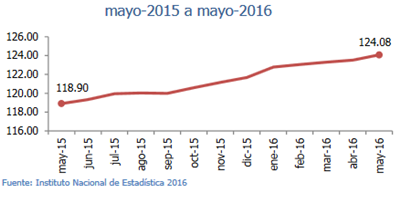 mayo-2015 a mayo-2016
126.00
124.00
122.00
120.00
118.00
116.00
118.90
124.08
may-15
jun-15
jul-15
ago-15
sep-15
oct-15
nov-15
dic-15
ene-16
feb-16
mar-16
abr-16
may-16
Fuente: Instituto Nacional de Estadística 2016